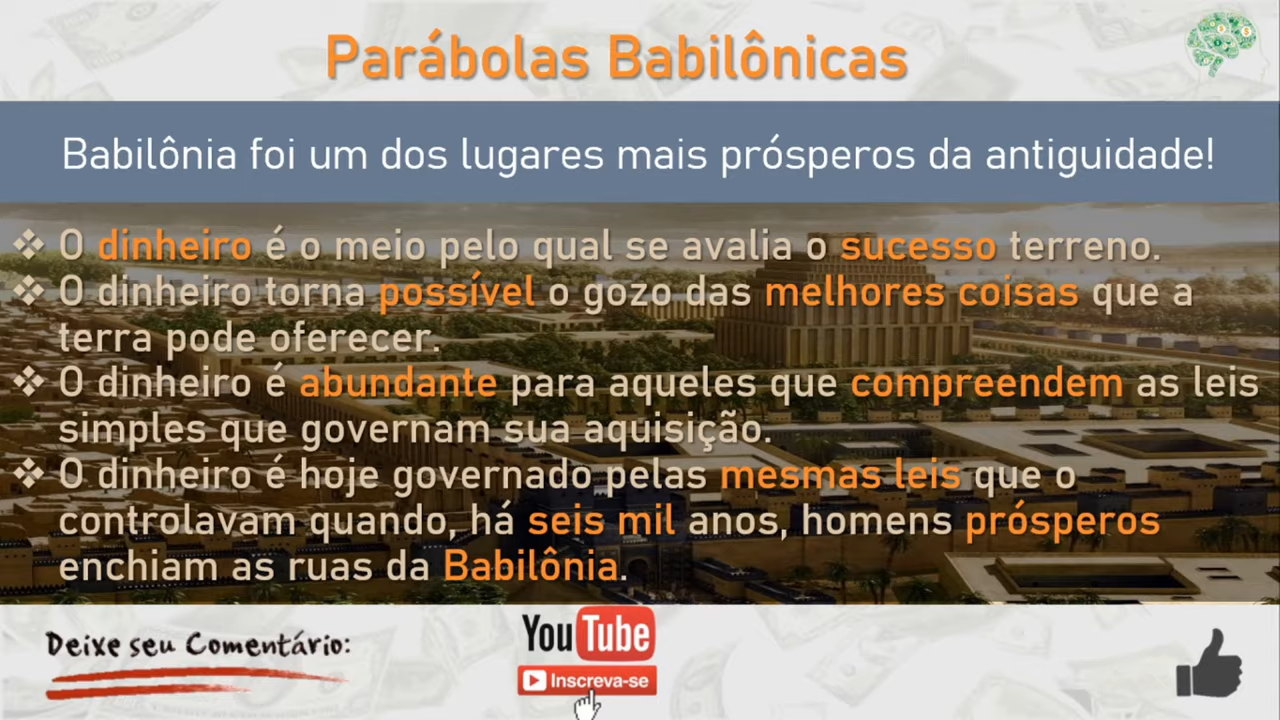 Parábolas Babilônicas
Babilônia foi um dos lugares mais prósperos da antiguidade!
❖ O dinheiro é o meio pelo qual se avalia o sucesso terreno.
❖ O dinheiro torna possível o gozo das melhores coisas que a
terra pode oferecer.
❖ O dinheiro é abundante para aqueles que compreendem as leis
simples que governam sua aquisição.
❖ O dinheiro é hoje governado pelas mesmas leis que o
controlavam quando, há seis mil anos, homens prósperos
enchiam as ruas da Babilônia.
Deixe seu Comentário:
YouTube
Inscreva-se